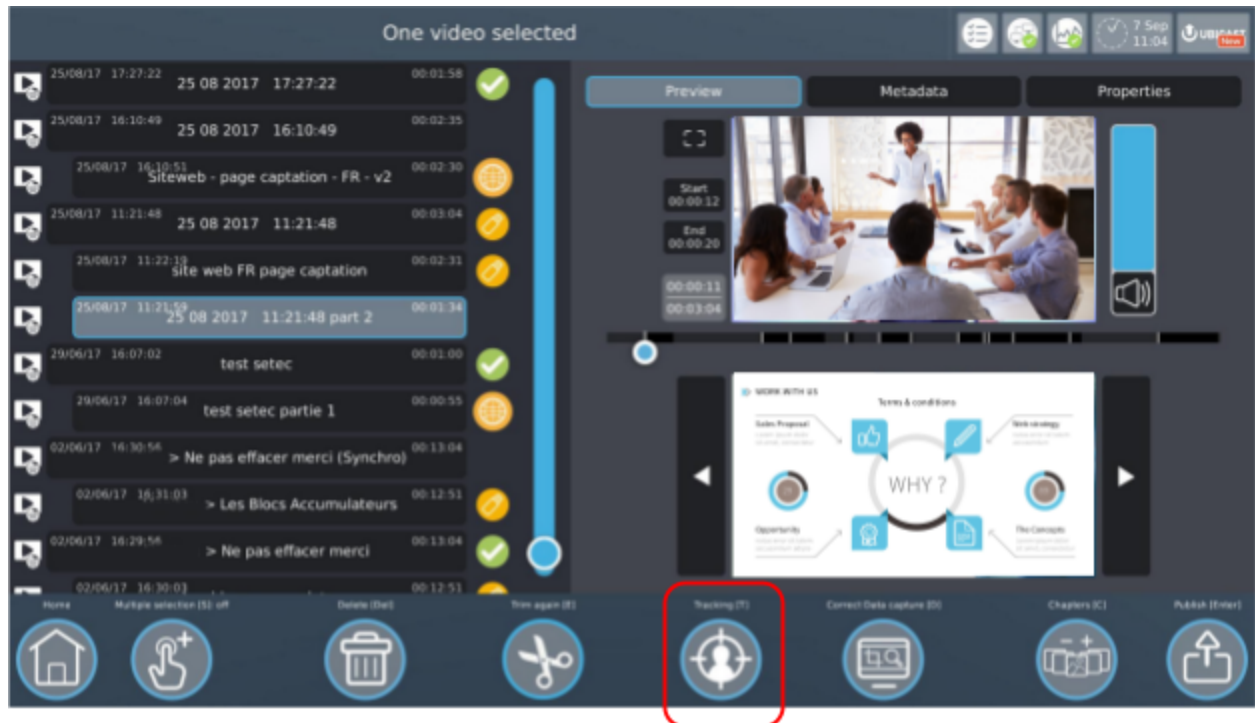 One video selected
7 Sep
11:04
UBICAST
New
25/08/17 17:27:22
25 08 2017 17:27:22
00:01:58
25/08/17 16:10:49
25 08 2017 16:10:49
00:02:35
25/08/17 16:10:51
Siteweb - page captation - FR - v2
00:02:30
25/08/17 11:21:48
25 08 2017 11:21:48
00:03:04
25/08/17 11:22:19
site web FR page captation
00:02:31
25/08/17 11:21:59
25 08 2017 11:21:48 part 2
00:01:34
29/06/17 16:07:02
test setec
00:01:00
29/06/17 16:07:04
test setec partie 1
00:00:55
02/06/17 16:30:56
> Ne pas effacer merci (Synchro)
00:13:04
02/06/17 16:31:03
> Les Blocs Accumulateurs
00:12:51
02/06/17 16:29:56
> Ne pas effacer merci
00:13:04
02/06/17 16:30:03
00:12:51
Preview
Metadata
Properties
Start
00:00:12
End
00:00:20
00:00:11
00:03:04
WORK WITH US
Terms & conditions
Sales Proposal
Web strategy
WHY ?
Opportunity
The Concepts
Home
Multiple selection [S]: off
Delete [Del]
Trim again [E]
Tracking [T]
Correct Data capture [D]
Chapters [C]
Publish [Enter]